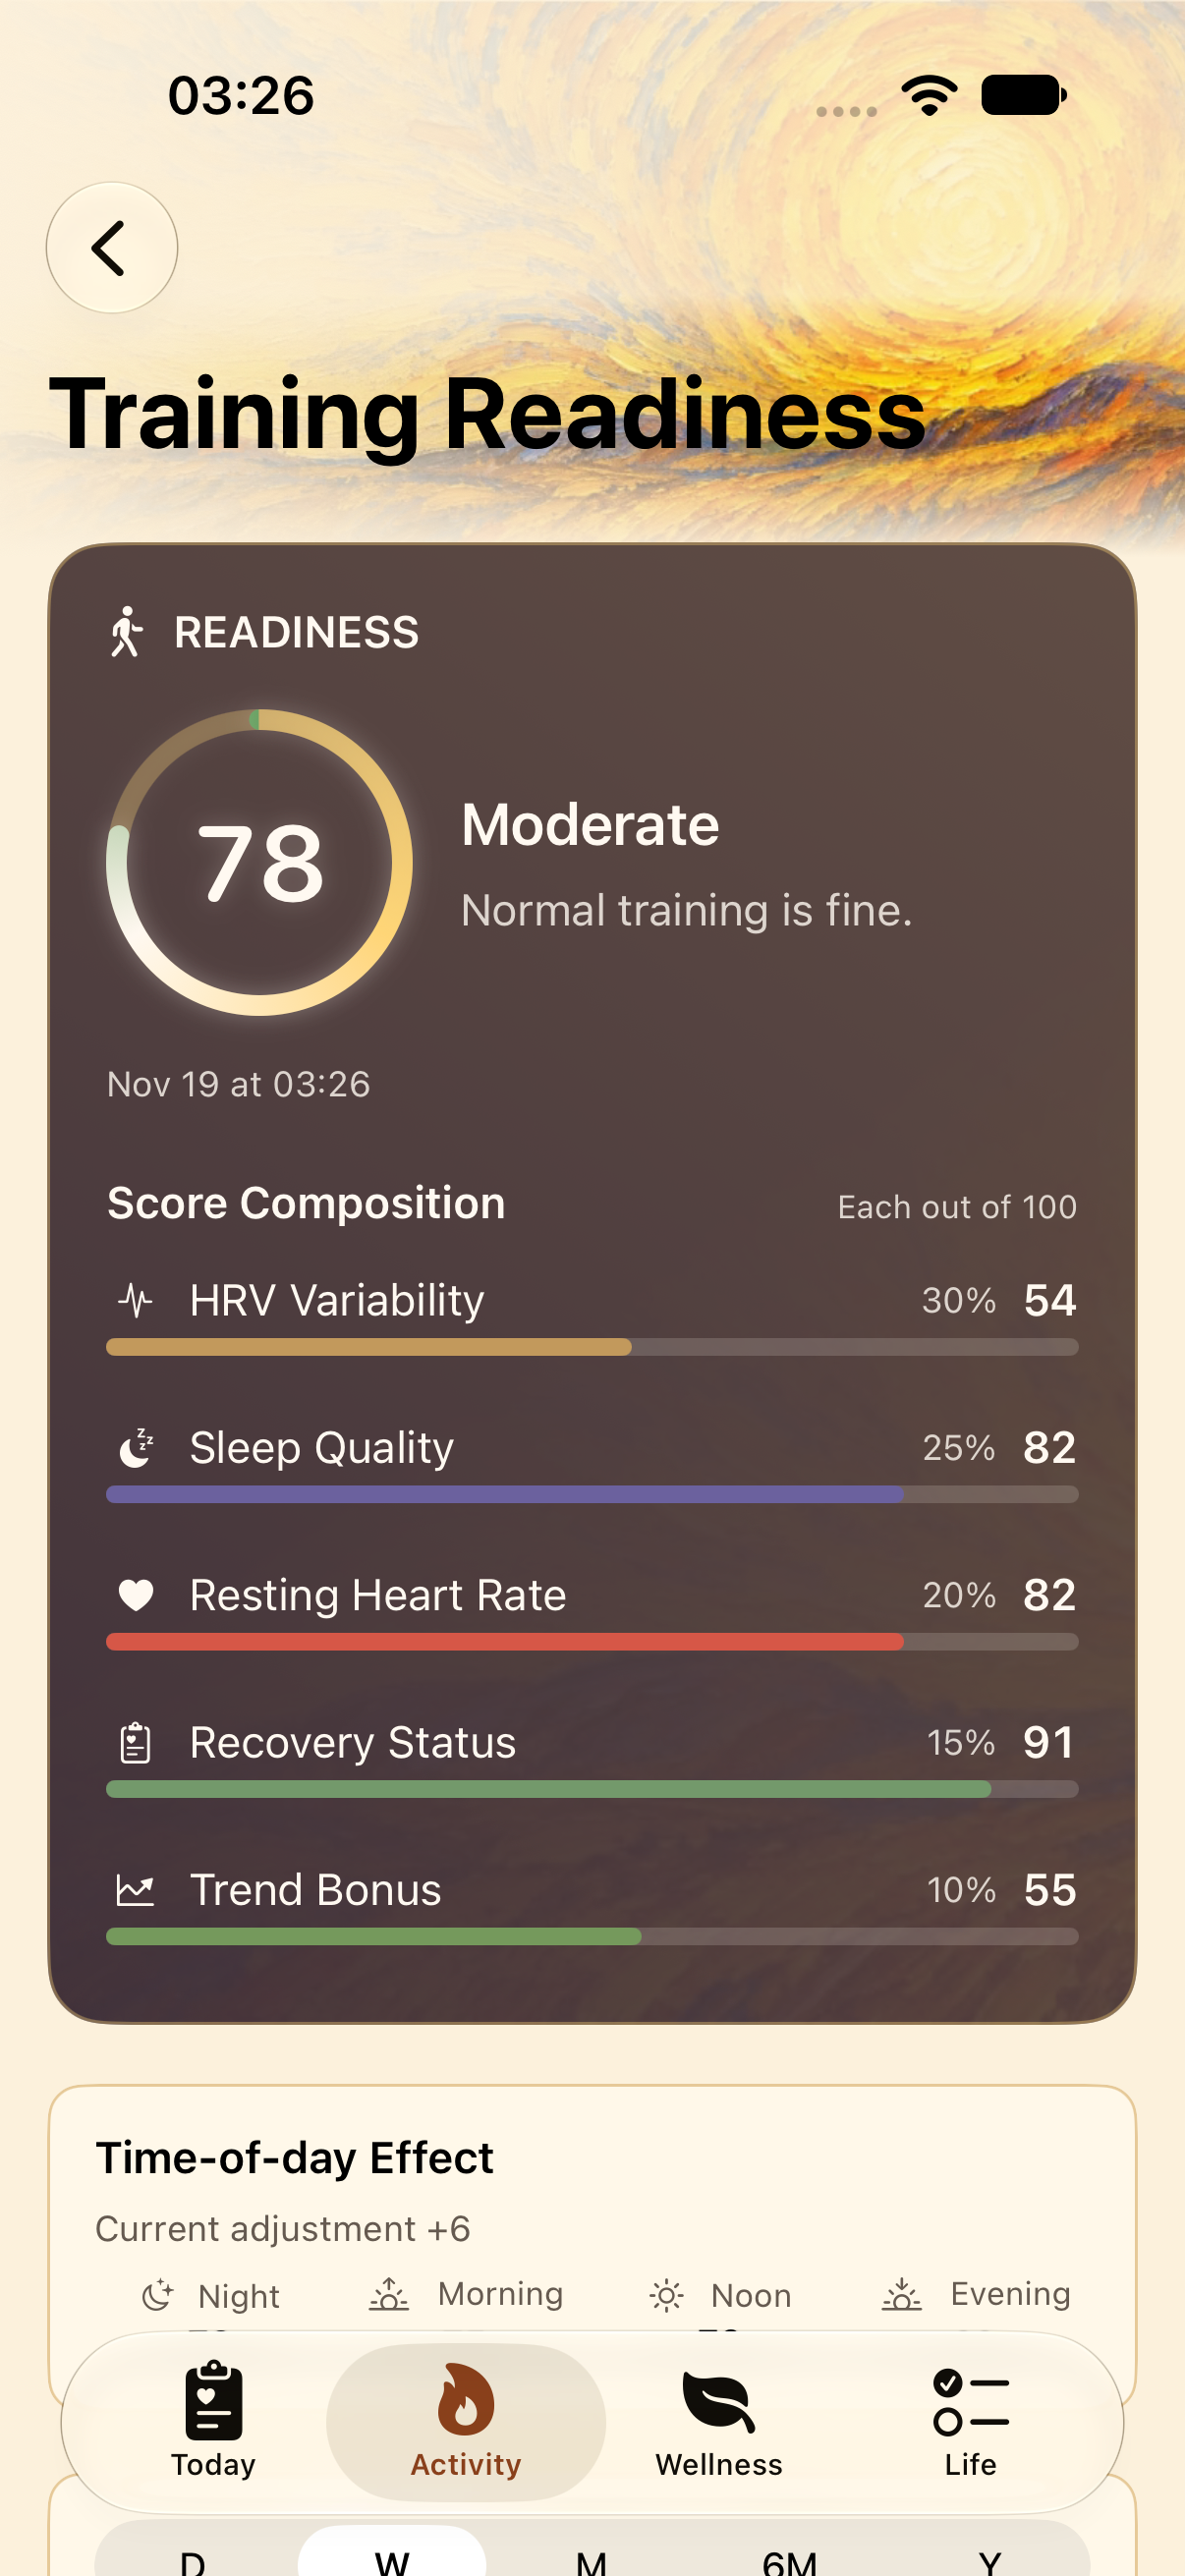 03:26
Training Readiness
READINESS
78
Moderate
Normal training is fine.
Nov 19 at 03:26
Score Composition
Each out of 100
HRV Variability 30% 54
Sleep Quality 25% 82
Resting Heart Rate 20% 82
Recovery Status 15% 91
Trend Bonus 10% 55
Time-of-day Effect
Current adjustment +6
Night Morning Noon Evening
Today Activity Wellness Life
D W M 6M Y